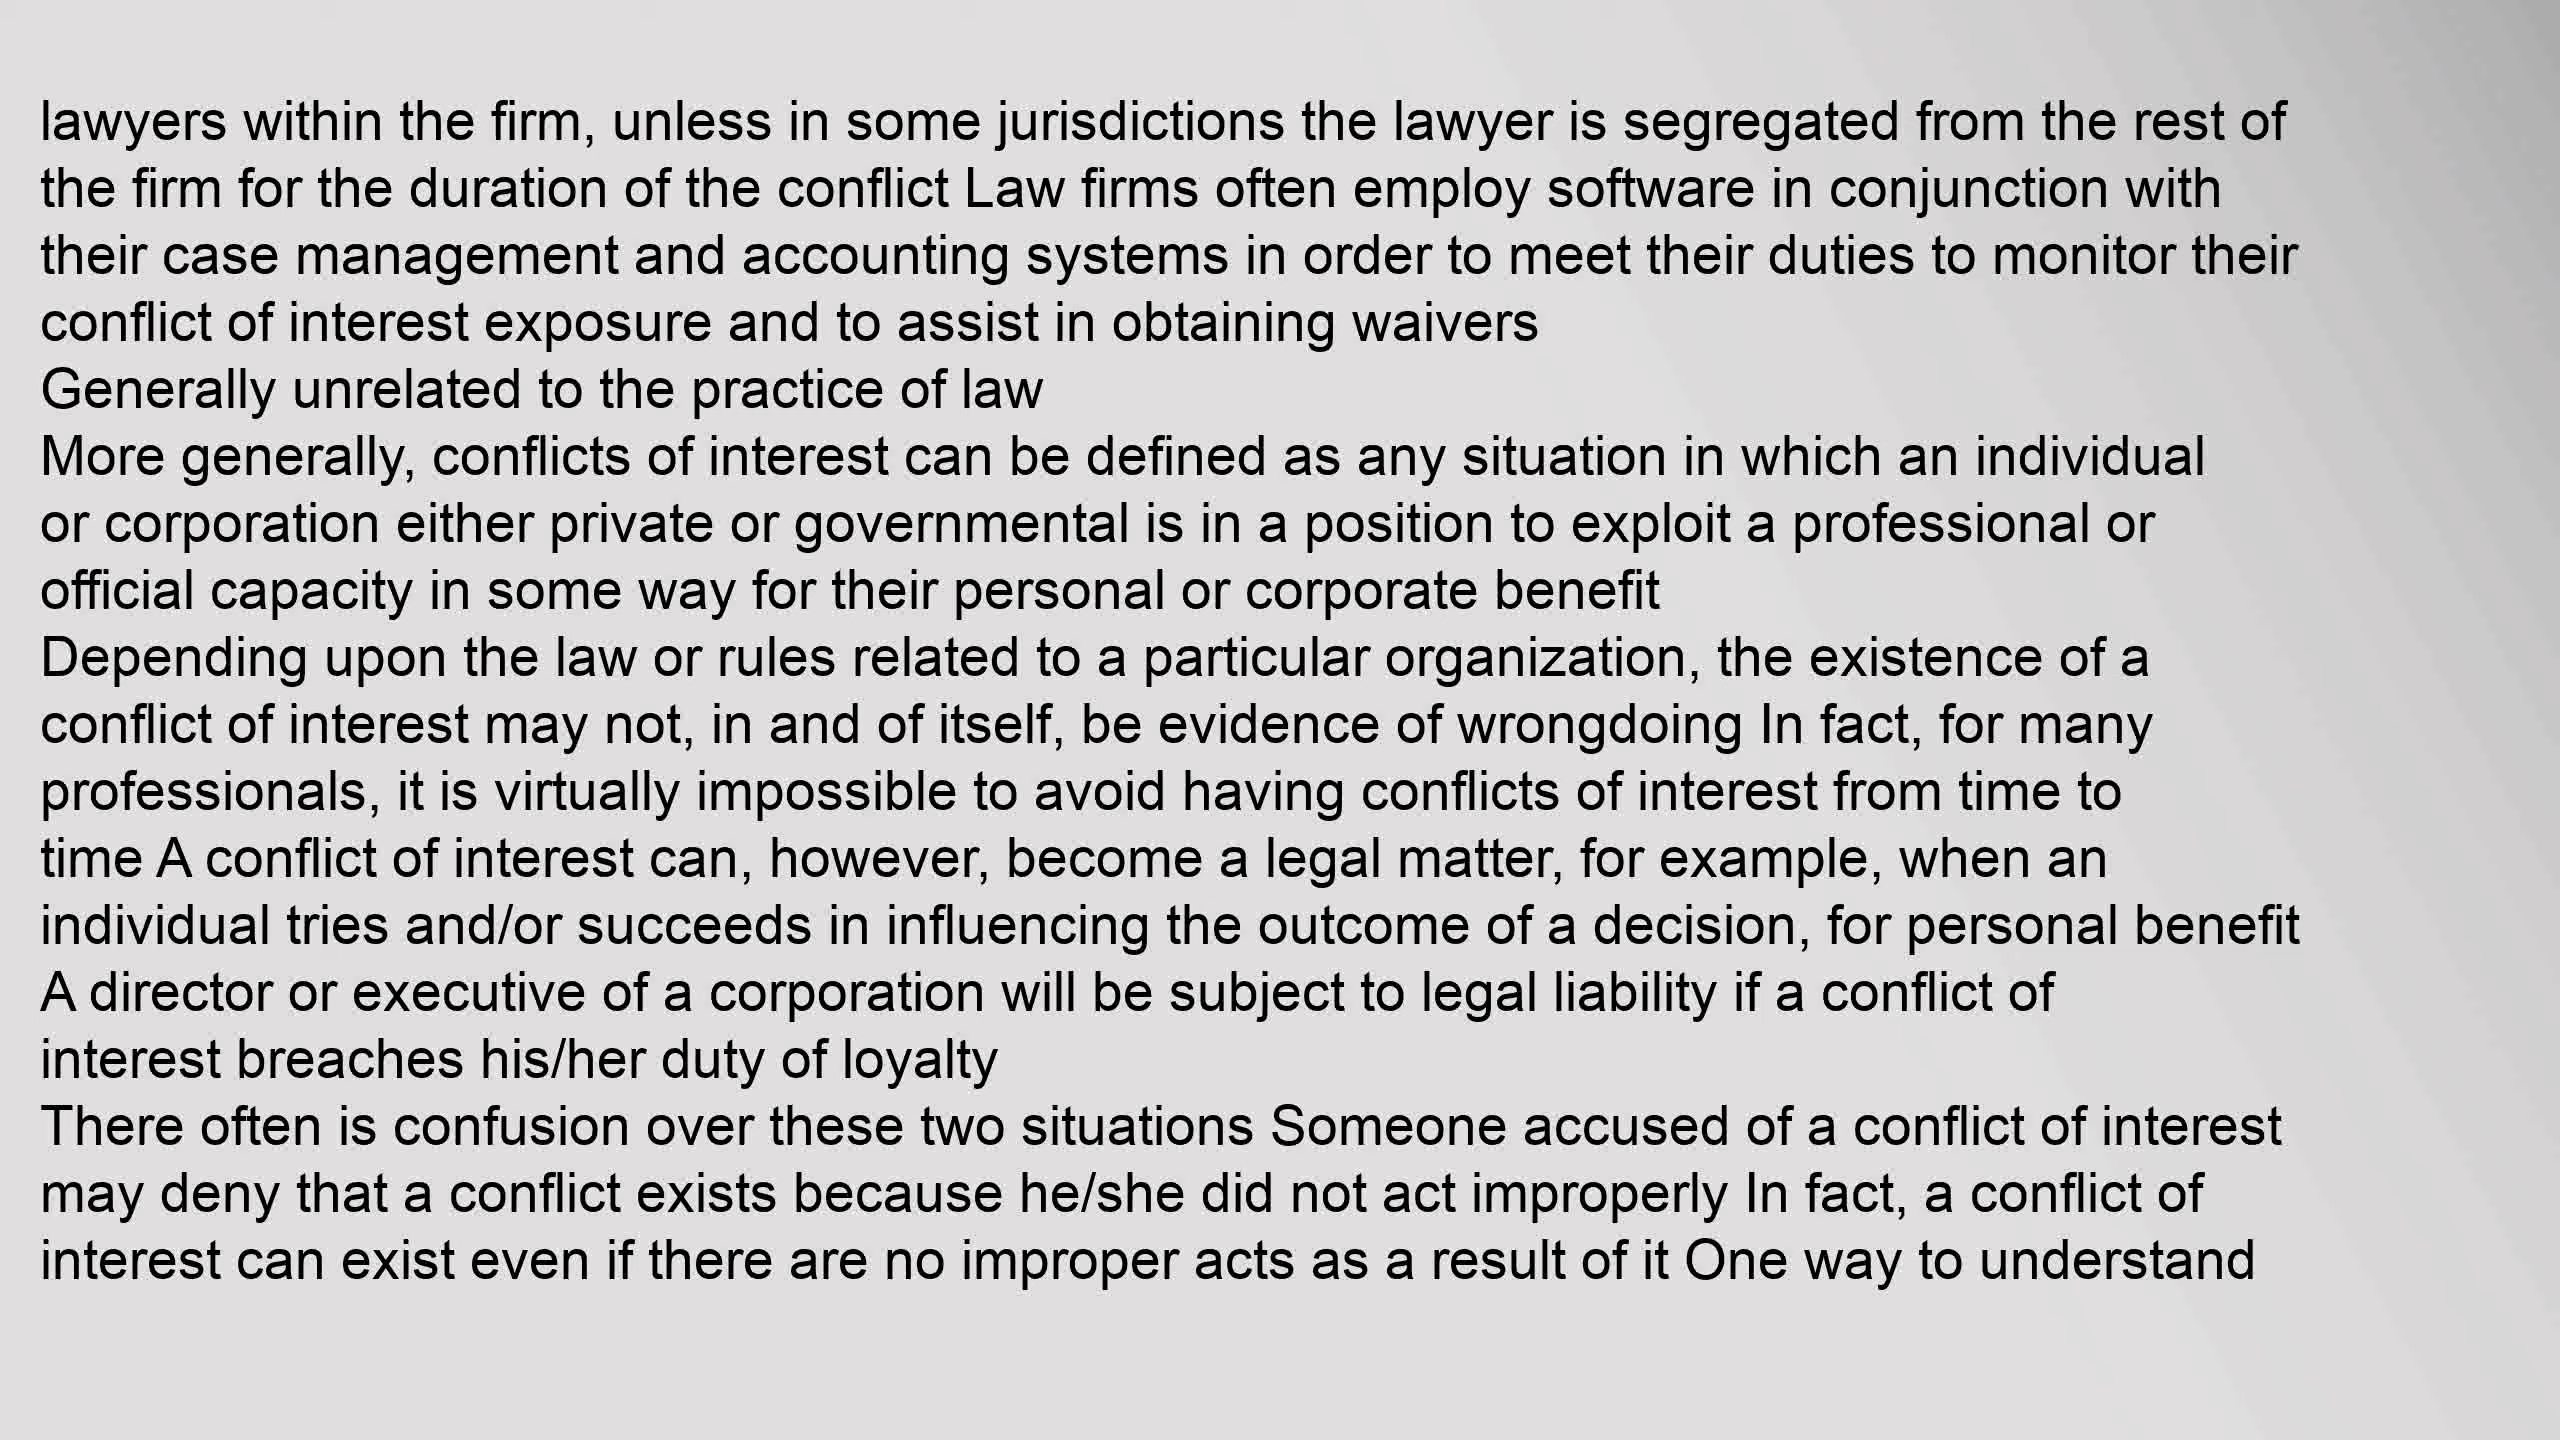 lawyers within the firm, unless in some jurisdictions the lawyer is segregated from the rest of
the firm for the duration of the conflict Law firms often employ software in conjunction with
their case management and accounting systems in order to meet their duties to monitor their
conflict of interest exposure and to assist in obtaining waivers
Generally unrelated to the practice of law
More generally, conflicts of interest can be defined as any situation in which an individual
or corporation either private or governmental is in a position to exploit a professional or
official capacity in some way for their personal or corporate benefit
Depending upon the law or rules related to a particular organization, the existence of a
conflict of interest may not, in and of itself, be evidence of wrongdoing In fact, for many
professionals, it is virtually impossible to avoid having conflicts of interest from time to
time A conflict of interest can, however, become a legal matter, for example, when an
individual tries and/or succeeds in influencing the outcome of a decision, for personal benefit
A director or executive of a corporation will be subject to legal liability if a conflict of
interest breaches his/her duty of loyalty
There often is confusion over these two situations Someone accused of a conflict of interest
may deny that a conflict exists because he/she did not act improperly In fact, a conflict of
interest can exist even if there are no improper acts as a result of it One way to understand